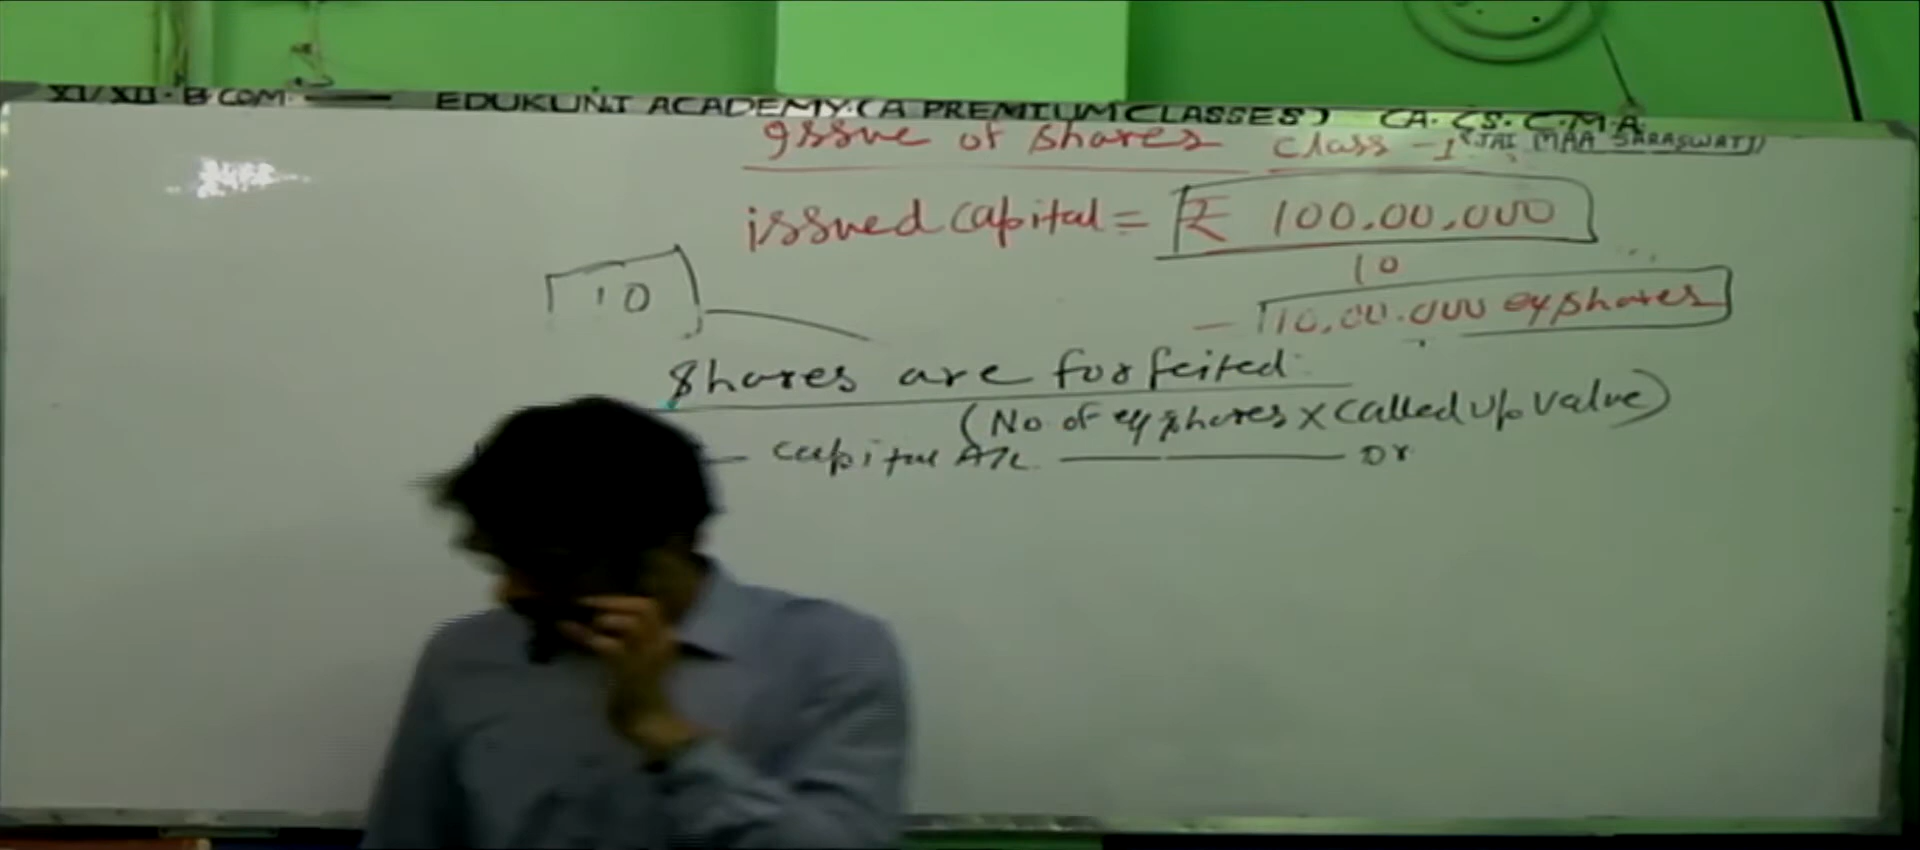 XI/XII. B.COM — EDUKUNJ ACADEMY. (A PREMIUM CLASSES) CA. CS. C.M.A
(JAI MAA SARASWATI)
Issue of shares class -1
issued capital = ₹ 100,00,000
10
10
- 10,00,000 eq shares
shares are forfeited
(No of eq shares X called up value)
capital A/c — Dr